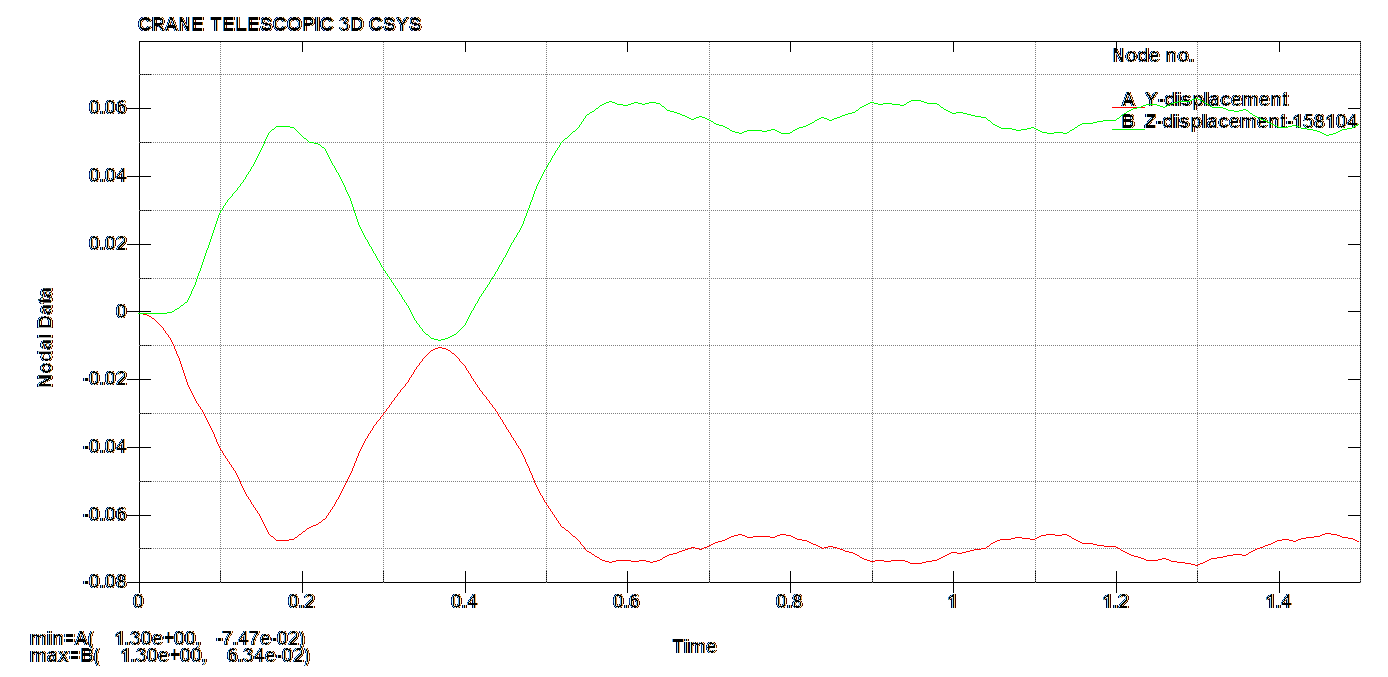 CRANE TELESCOPIC 3D CSYS
Node no.
A Y-displacement
B Z-displacement-158104
0.06
0.04
0.02
0
-0.02
-0.04
-0.06
-0.08
Nodal Data
0 0.2 0.4 0.6 0.8 1 1.2 1.4
min=A( 1.30e+00, -7.47e-02)
max=B( 1.30e+00, 6.34e-02)
Time